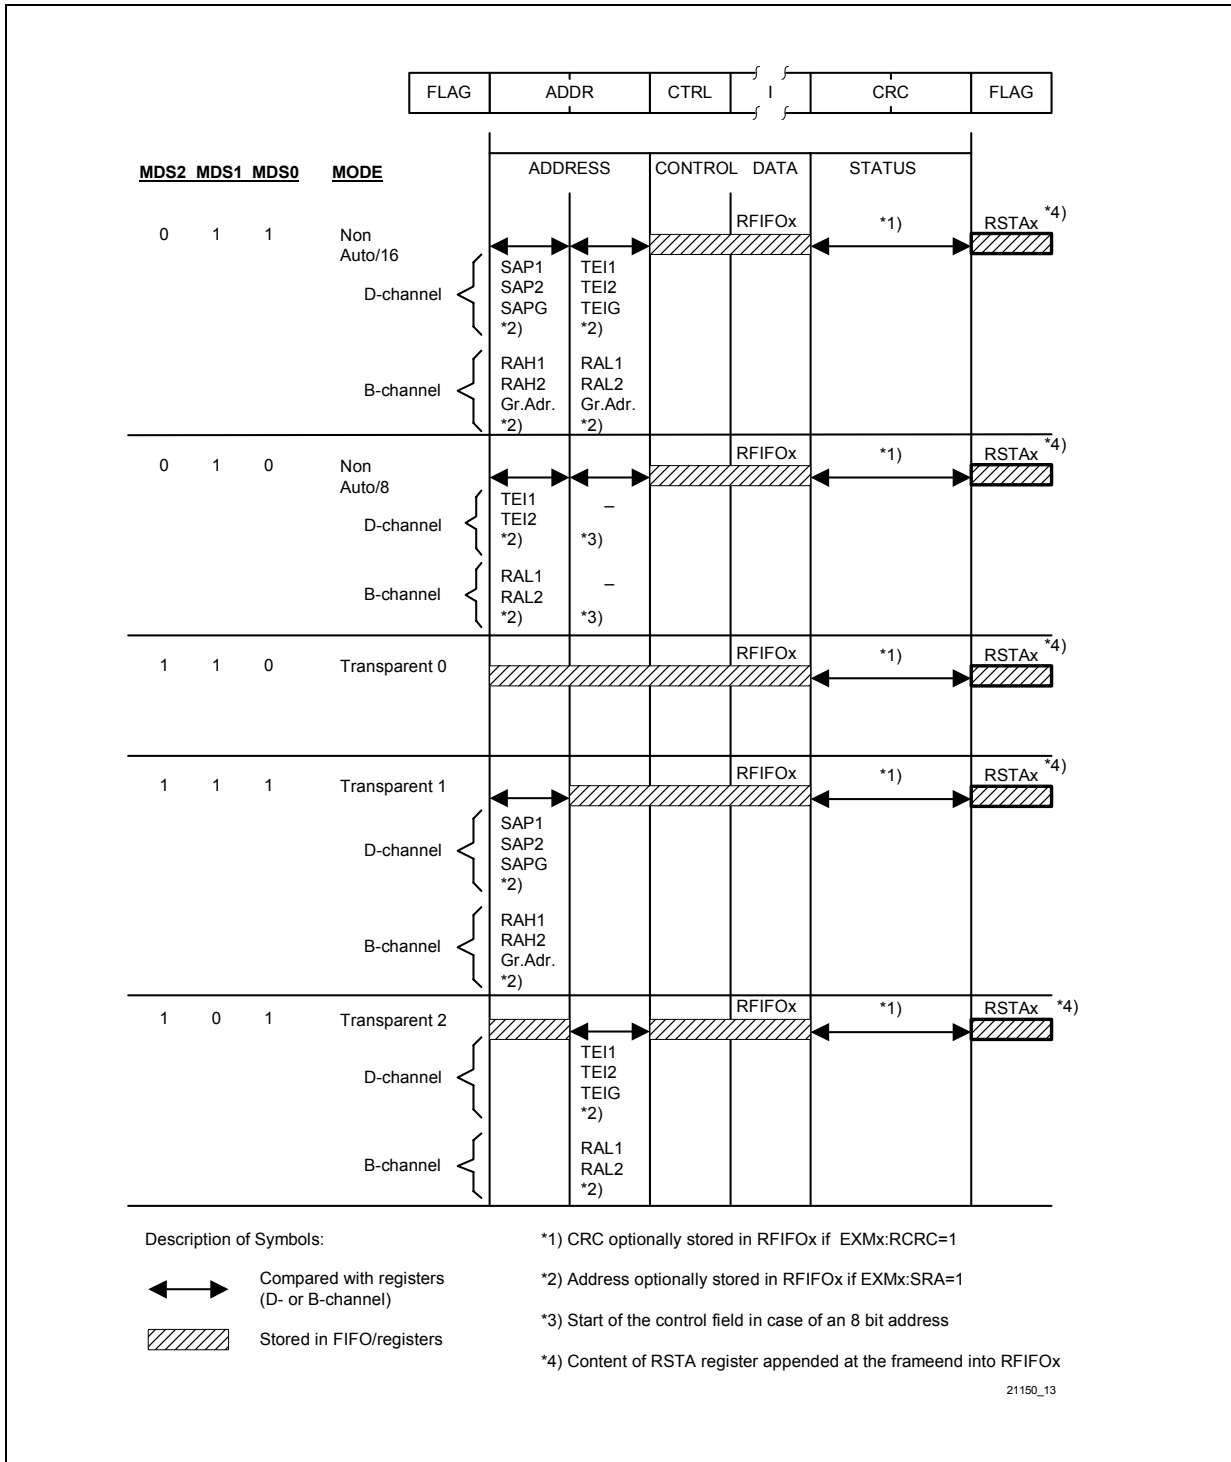 FLAG ADDR CTRL I CRC FLAG
MDS2 MDS1 MDS0 MODE ADDRESS CONTROL DATA STATUS
0 1 1 Non Auto/16 RFIFOx *1) RSTAx *4)
D-channel
SAP1 TEI1
SAP2 TEI2
SAPG TEIG
*2) *2)
B-channel
RAH1 RAL1
RAH2 RAL2
Gr.Adr. Gr.Adr.
*2) *2)
0 1 0 Non Auto/8 RFIFOx *1) RSTAx *4)
D-channel
TEI1 –
TEI2
*2) *3)
B-channel
RAL1 –
RAL2
*2) *3)
1 1 0 Transparent 0 RFIFOx *1) RSTAx *4)
1 1 1 Transparent 1 RFIFOx *1) RSTAx *4)
D-channel
SAP1
SAP2
SAPG
*2)
B-channel
RAH1
RAH2
Gr.Adr.
*2)
1 0 1 Transparent 2 RFIFOx *1) RSTAx *4)
D-channel
TEI1
TEI2
TEIG
*2)
B-channel
RAL1
RAL2
*2)
Description of Symbols:
Compared with registers
(D- or B-channel)
Stored in FIFO/registers
*1) CRC optionally stored in RFIFOx if EXMx:RCRC=1
*2) Address optionally stored in RFIFOx if EXMx:SRA=1
*3) Start of the control field in case of an 8 bit address
*4) Content of RSTA register appended at the frameend into RFIFOx
21150_13